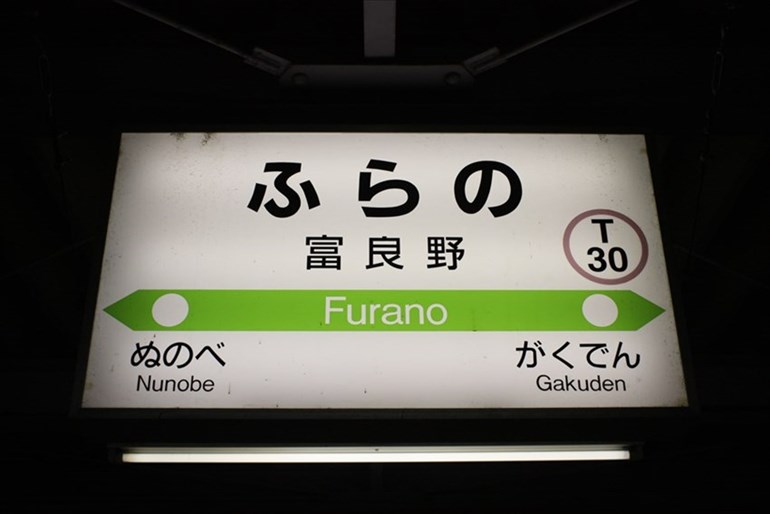 ふらの
富良野
T
30
Furano
ぬのべ
Nunobe
がくでん
Gakuden